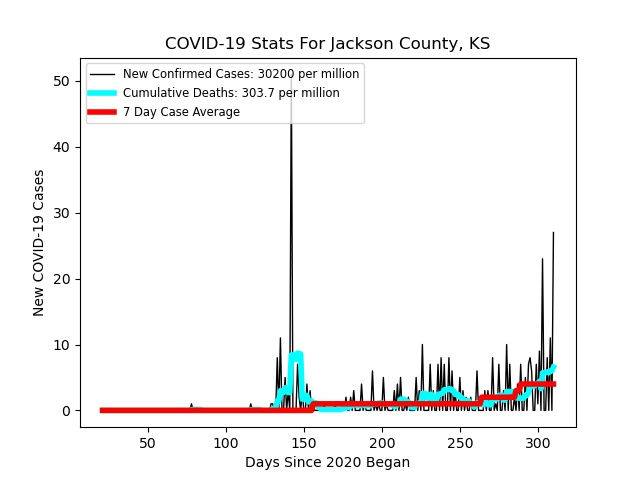 COVID-19 Stats For Jackson County, KS
New Confirmed Cases: 30200 per million
Cumulative Deaths: 303.7 per million
7 Day Case Average
New COVID-19 Cases
50
40
30
20
10
0
50 100 150 200 250 300
Days Since 2020 Began